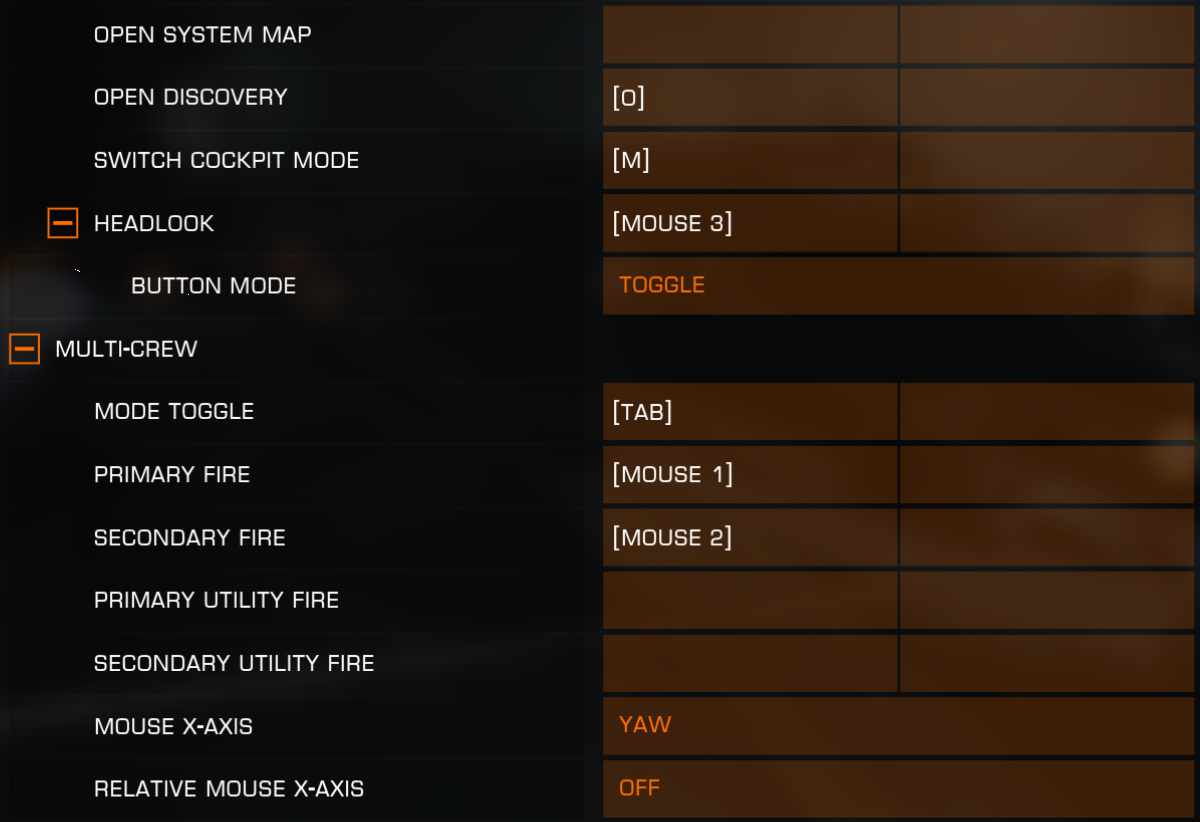 OPEN SYSTEM MAP
OPEN DISCOVERY [O]
SWITCH COCKPIT MODE [M]
HEADLOOK [MOUSE 3]
BUTTON MODE TOGGLE
MULTI-CREW
MODE TOGGLE [TAB]
PRIMARY FIRE [MOUSE 1]
SECONDARY FIRE [MOUSE 2]
PRIMARY UTILITY FIRE
SECONDARY UTILITY FIRE
MOUSE X-AXIS YAW
RELATIVE MOUSE X-AXIS OFF